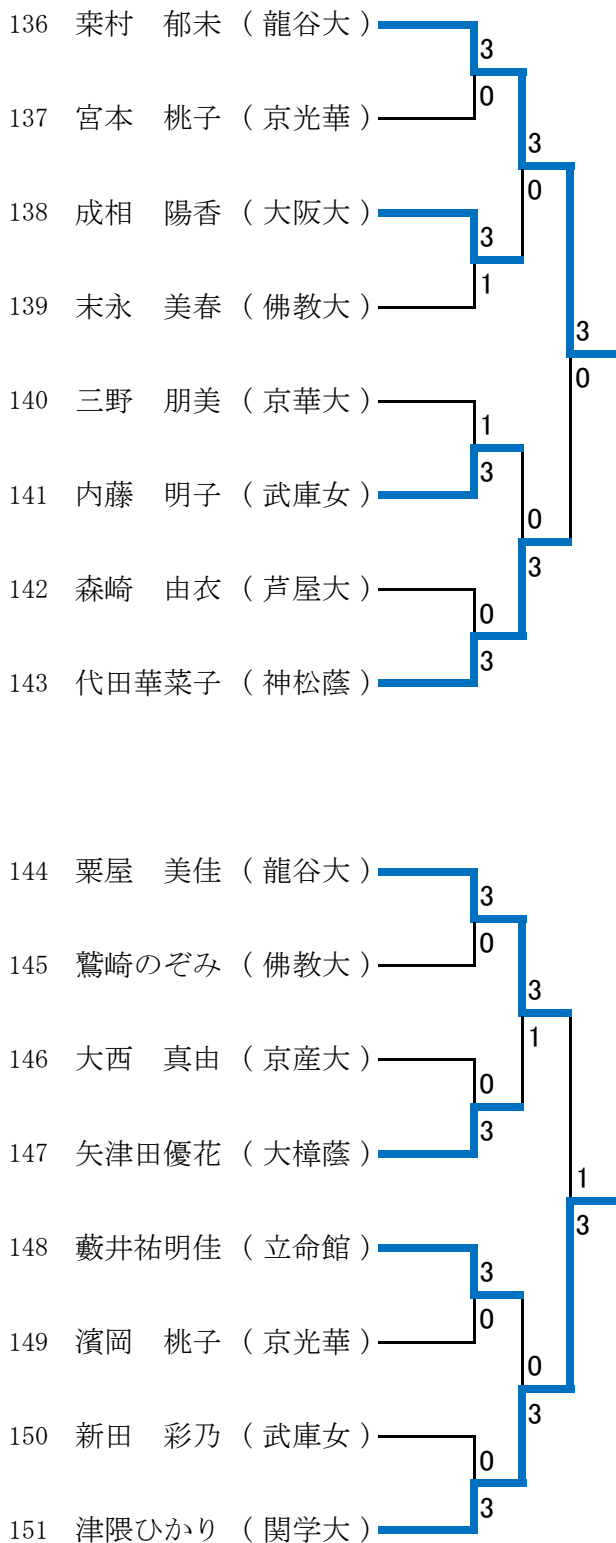 136 桒村 郁未 ( 龍谷大 )
3
0
137 宮本 桃子 ( 京光華 )
3
0
138 成相 陽香 ( 大阪大 )
3
1
139 末永 美春 ( 佛教大 )
3
0
140 三野 朋美 ( 京華大 )
1
3
141 内藤 明子 ( 武庫女 )
0
3
142 森崎 由衣 ( 芦屋大 )
0
3
143 代田華菜子 ( 神松蔭 )
144 粟屋 美佳 ( 龍谷大 )
3
0
145 鷲崎のぞみ ( 佛教大 )
3
1
146 大西 真由 ( 京産大 )
0
3
147 矢津田優花 ( 大樟蔭 )
1
3
148 藪井祐明佳 ( 立命館 )
3
0
149 濱岡 桃子 ( 京光華 )
0
3
150 新田 彩乃 ( 武庫女 )
0
3
151 津隈ひかり ( 関学大 )